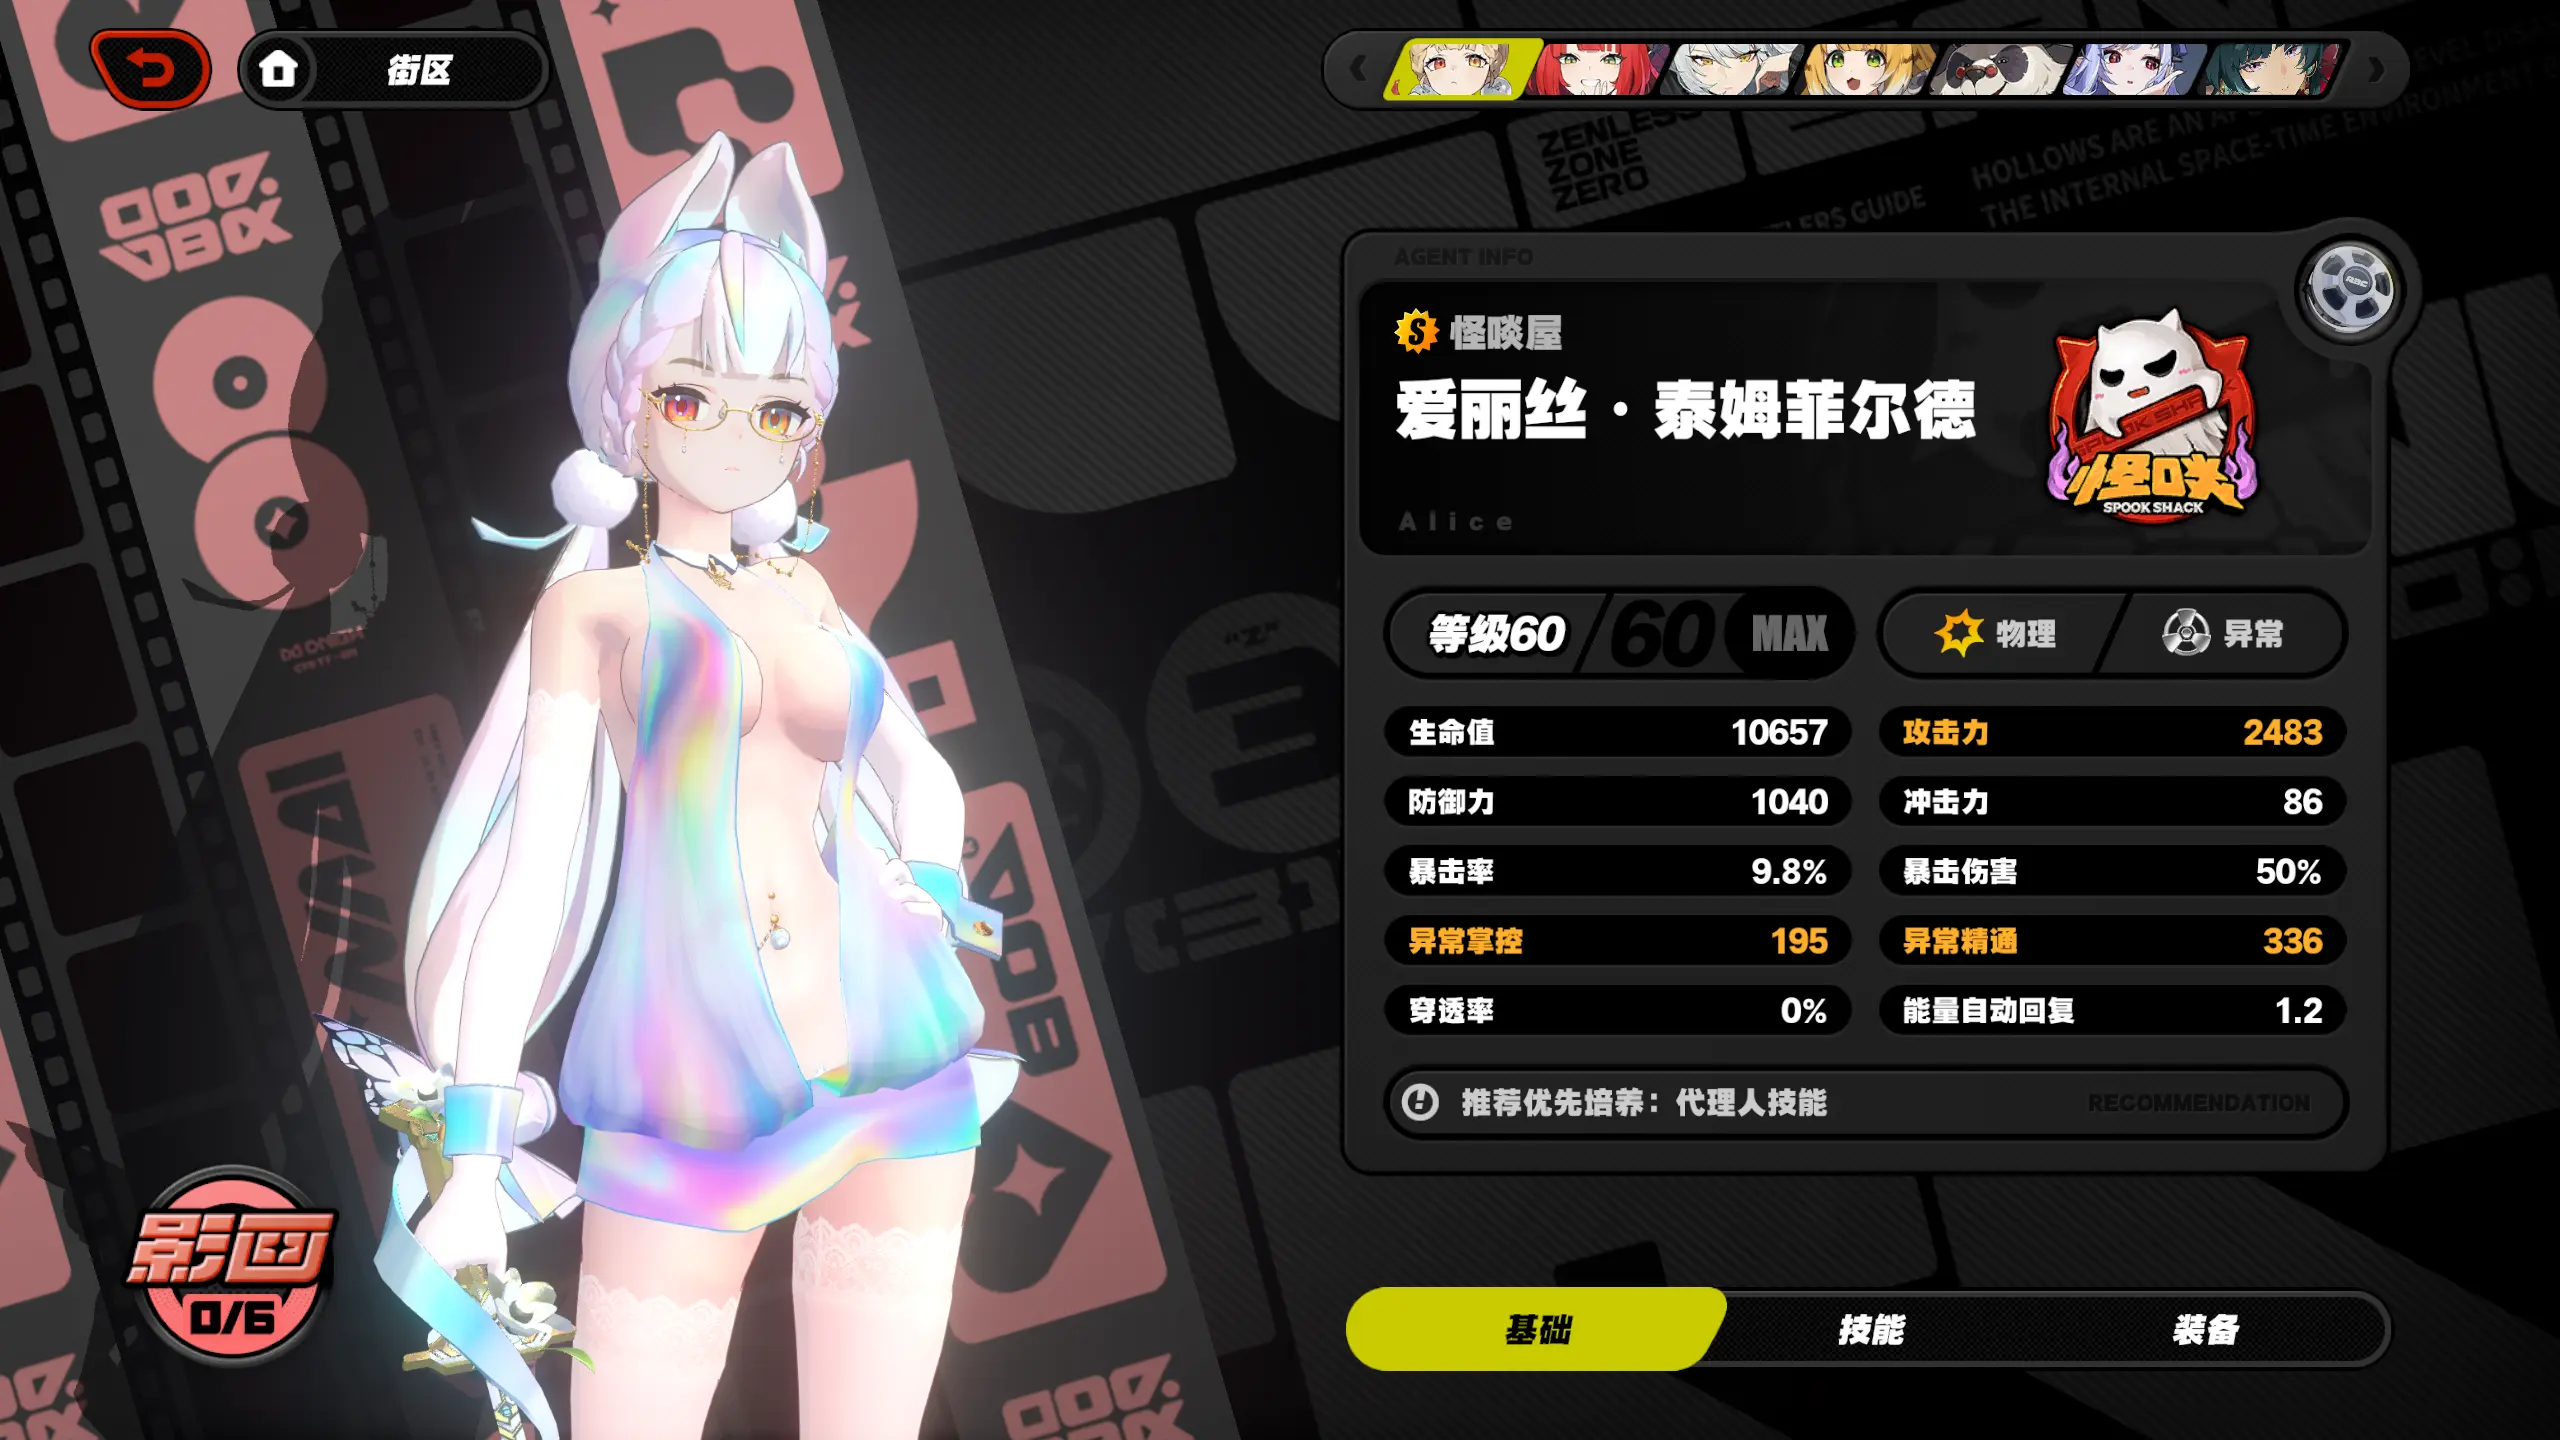 街区
ZENLESS
ZONE
ZERO
HOLLOWS ARE AN
THE INTERNAL SPACE-TIME ENVIRONMENT
AGENT INFO
S 怪啖屋
爱丽丝·泰姆菲尔德
Alice
怪啖
SPOOK SHACK
等级60 / 60 MAX
物理 异常
生命值 10657
攻击力 2483
防御力 1040
冲击力 86
暴击率 9.8%
暴击伤害 50%
异常掌控 195
异常精通 336
穿透率 0%
能量自动回复 1.2
推荐优先培养：代理人技能 RECOMMENDATION
影画
0/6
基础 技能 装备